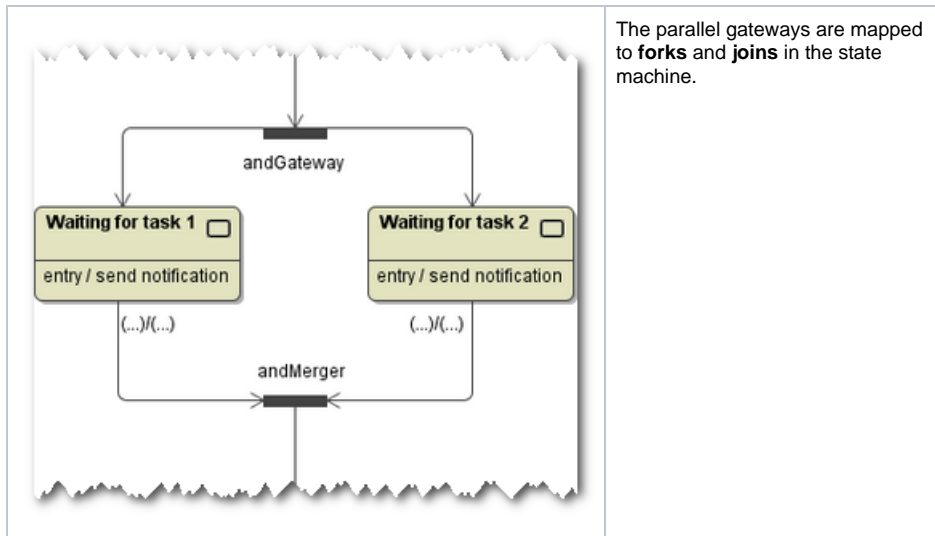 The parallel gateways are mapped
to forks and joins in the state
machine.
andGateway
Waiting for task 1
Waiting for task 2
entry / send notification
entry / send notification
(...)/(...)
(...)/(...)
andMerger